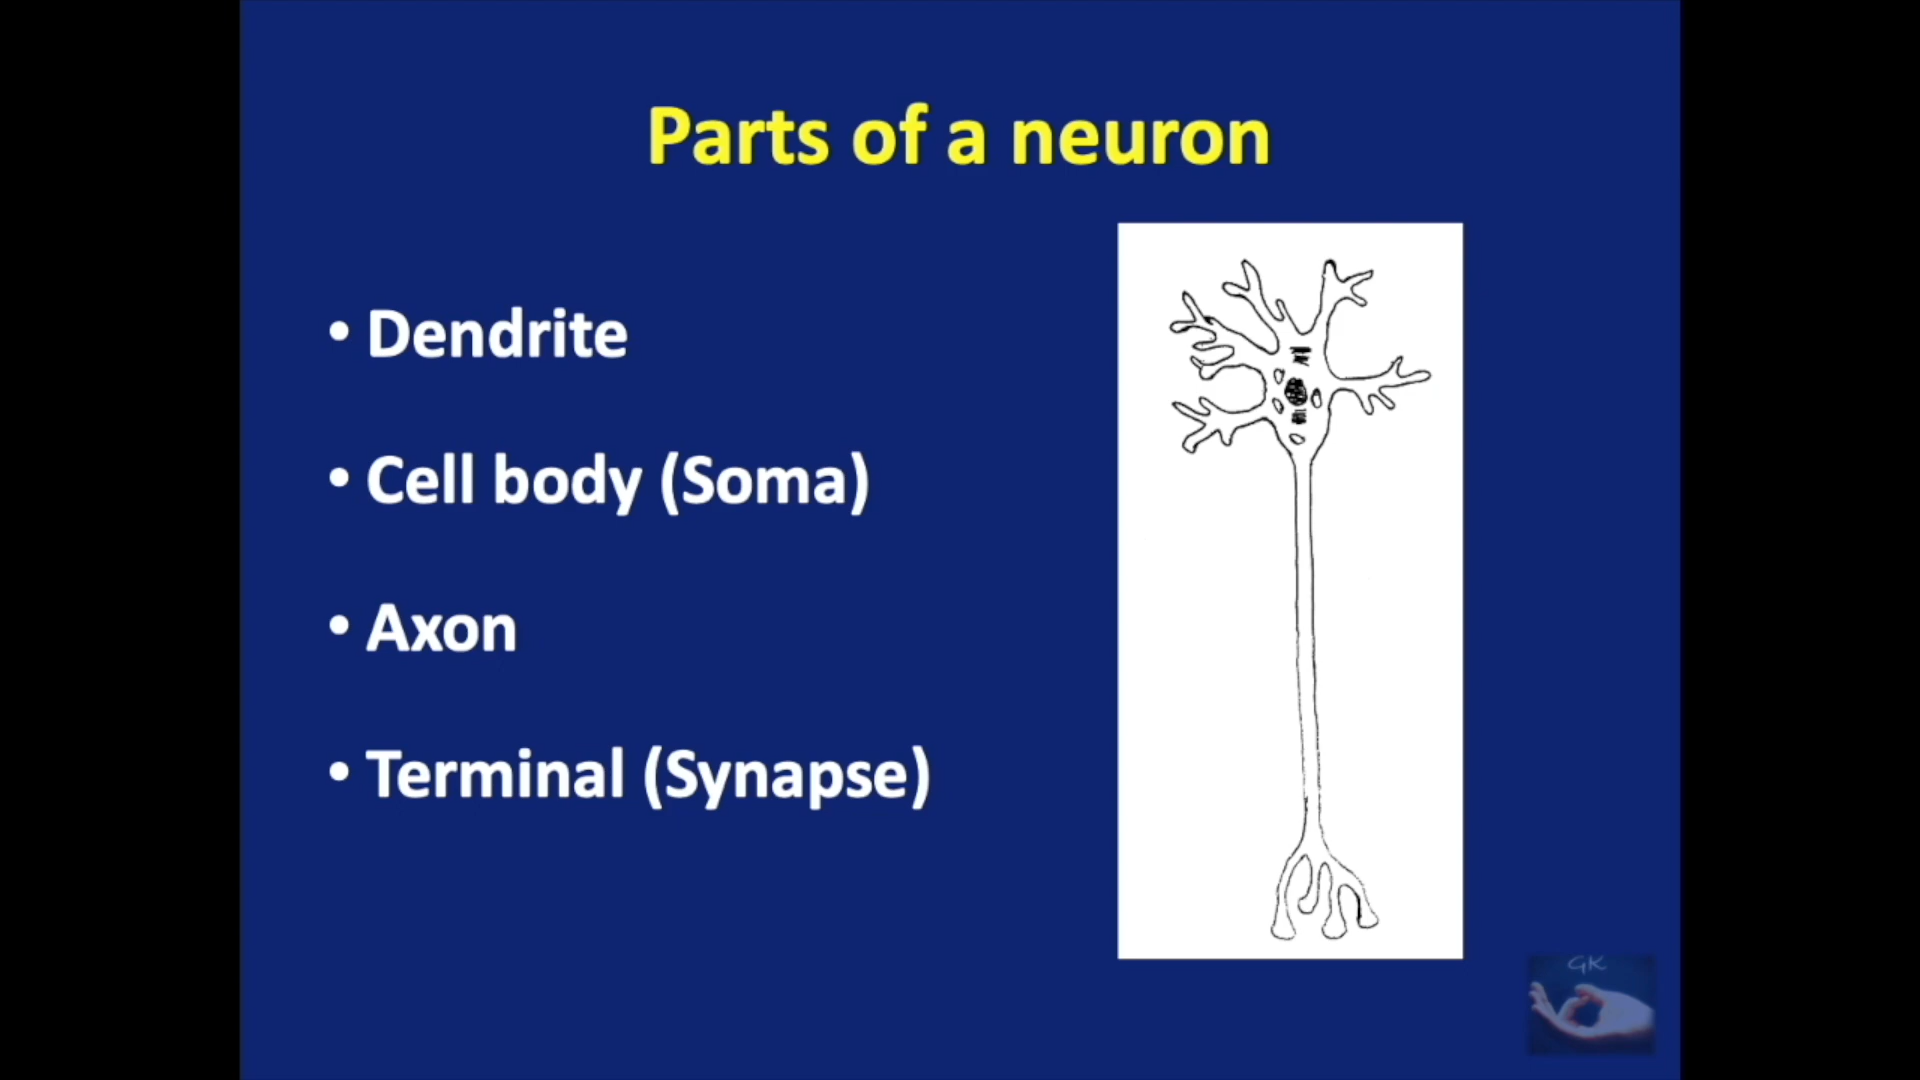 Parts of a neuron
• Dendrite
• Cell body (Soma)
• Axon
• Terminal (Synapse)
GK